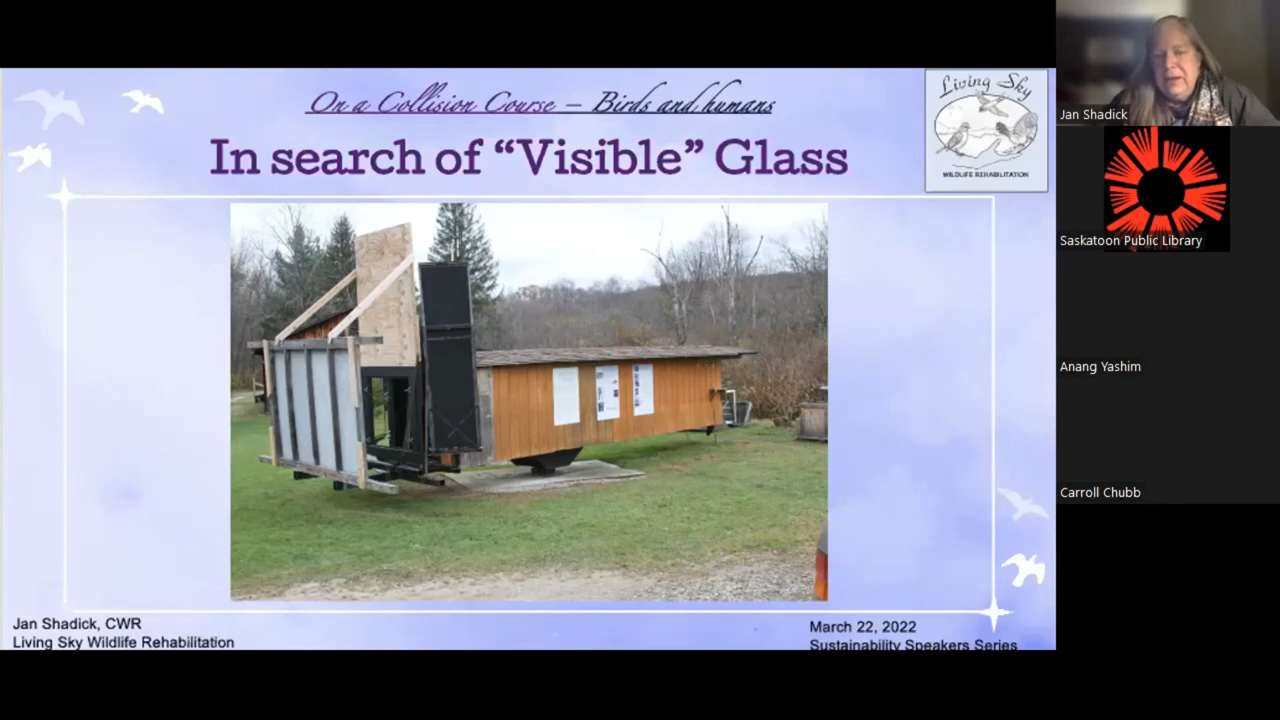 On a Collision Course – Birds and humans
In search of “Visible” Glass
Living Sky
WILDLIFE REHABILITATION
Jan Shadick, CWR
Living Sky Wildlife Rehabilitation
March 22, 2022
Sustainability Speakers Series
Jan Shadick
Saskatoon Public Library
Anang Yashim
Carroll Chubb